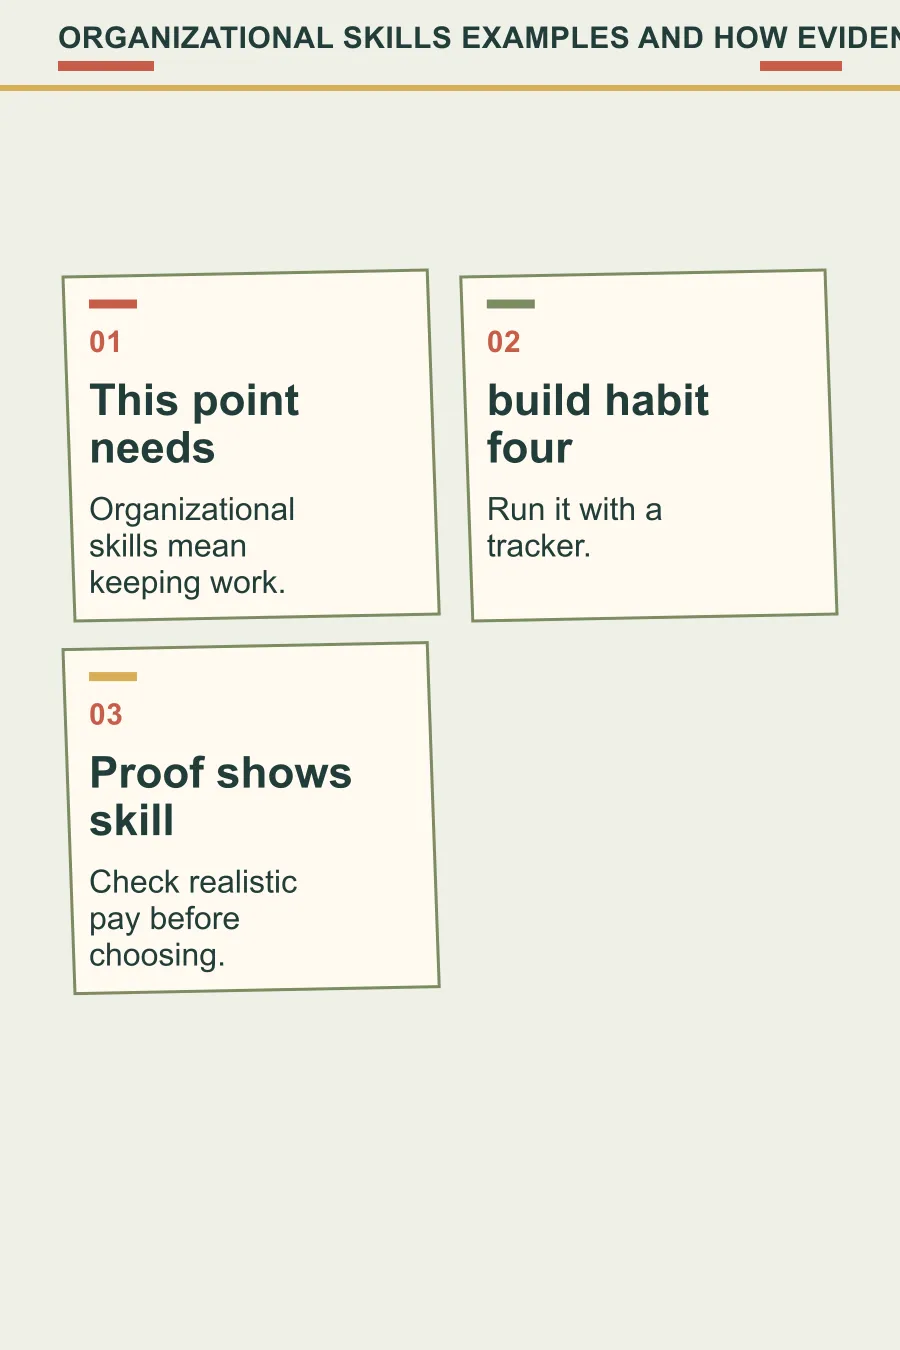 ORGANIZATIONAL SKILLS EXAMPLES AND HOW EVIDEN
01
This point
needs
Organizational
skills mean
keeping work.
02
build habit
four
Run it with a
tracker.
03
Proof shows
skill
Check realistic
pay before
choosing.